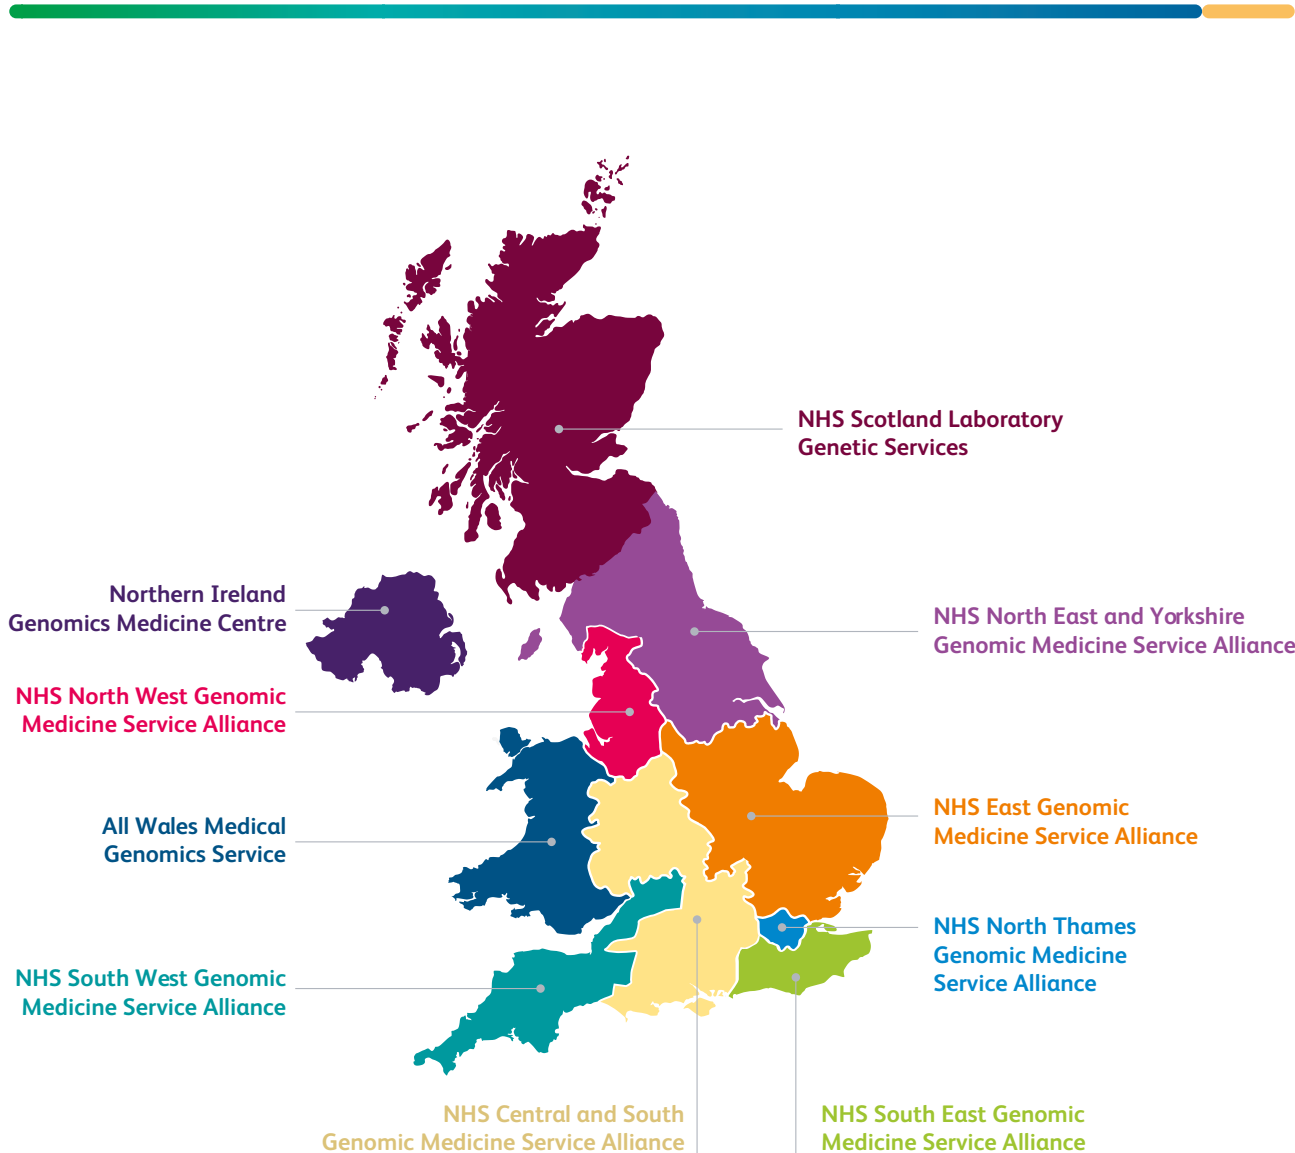 NHS Scotland Laboratory
Genetic Services
Northern Ireland
Genomics Medicine Centre
NHS North East and Yorkshire
Genomic Medicine Service Alliance
NHS North West Genomic
Medicine Service Alliance
NHS East Genomic
Medicine Service Alliance
All Wales Medical
Genomics Service
NHS North Thames
Genomic Medicine
Service Alliance
NHS South West Genomic
Medicine Service Alliance
NHS Central and South
Genomic Medicine Service Alliance
NHS South East Genomic
Medicine Service Alliance